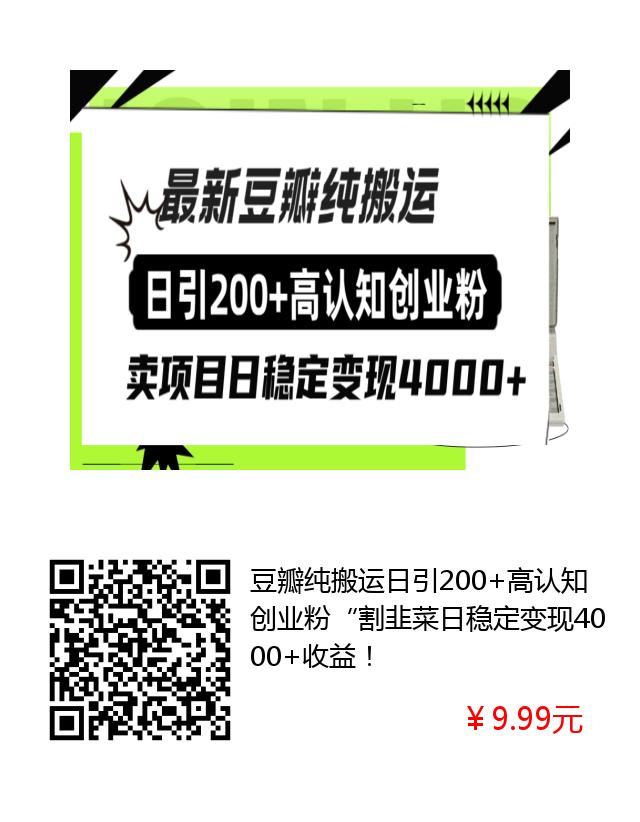 最新豆瓣纯搬运
日引200+高认知创业粉
卖项目日稳定变现4000+
豆瓣纯搬运日引200+高认知
创业粉“割韭菜日稳定变现40
00+收益！
¥ 9.99元